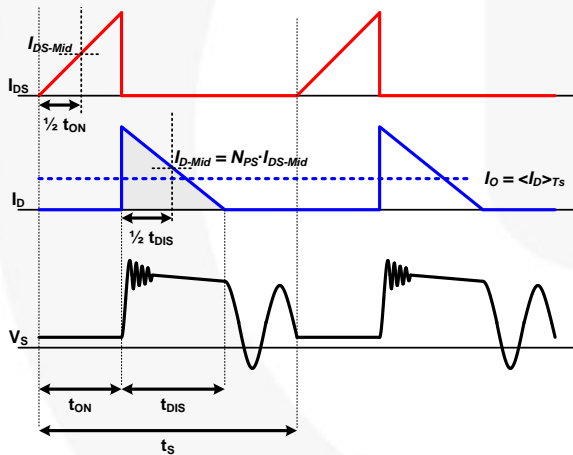 I_DS-Mid
I_DS
½ t_ON
I_D-Mid = N_PS·I_DS-Mid
I_O = <I_D>_Ts
I_D
½ t_DIS
V_S
t_ON
t_DIS
t_S